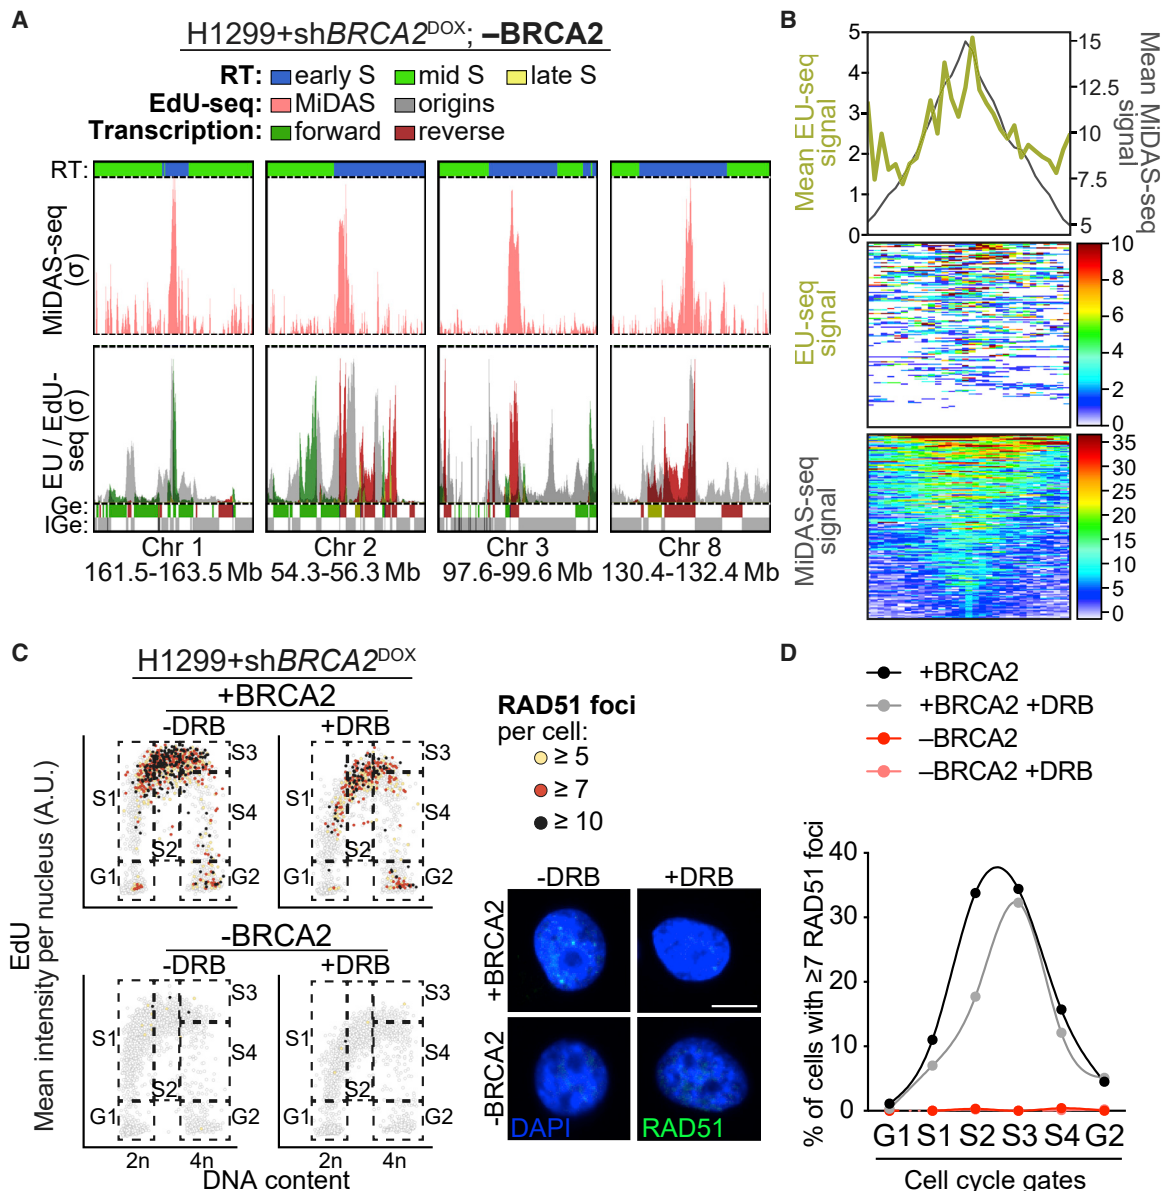 A
H1299+shBRCA2DOX; –BRCA2
RT: early S mid S late S
EdU-seq: MiDAS origins
Transcription: forward reverse
RT:
MiDAS-seq
(σ)
EU / EdU-
seq (σ)
Ge:
IGe:
Chr 1
161.5-163.5 Mb
Chr 2
54.3-56.3 Mb
Chr 3
97.6-99.6 Mb
Chr 8
130.4-132.4 Mb
B
Mean EU-seq
signal
5
4
3
2
1
0
15
12.5
10
7.5
5
Mean MiDAS-seq
signal
EU-seq
signal
10
8
6
4
2
0
MiDAS-seq
signal
35
30
25
20
15
10
5
0
C
H1299+shBRCA2DOX
+BRCA2
-DRB
+DRB
S1
S2
S3
S4
G1
G2
S1
S2
S3
S4
G1
G2
-BRCA2
-DRB
+DRB
S1
S2
S3
S4
G1
G2
S1
S2
S3
S4
G1
G2
EdU
Mean intensity per nucleus (A.U.)
2n 4n
2n 4n
DNA content
RAD51 foci
per cell:
≥ 5
≥ 7
≥ 10
-DRB
+DRB
+BRCA2
-BRCA2
DAPI
RAD51
D
+BRCA2
+BRCA2 +DRB
–BRCA2
–BRCA2 +DRB
% of cells with ≥7 RAD51 foci
40
30
20
10
0
G1 S1 S2 S3 S4 G2
Cell cycle gates